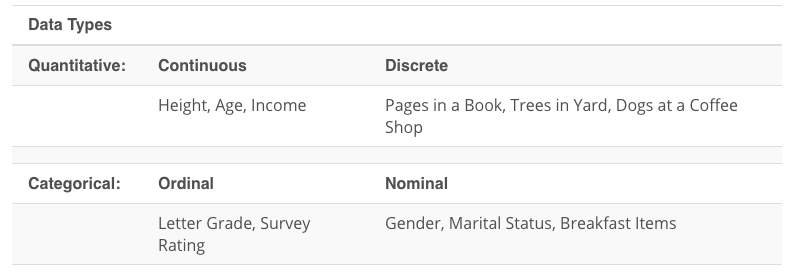 Data Types
Quantitative: Continuous Discrete
Height, Age, Income Pages in a Book, Trees in Yard, Dogs at a Coffee
Shop
Categorical: Ordinal Nominal
Letter Grade, Survey Gender, Marital Status, Breakfast Items
Rating